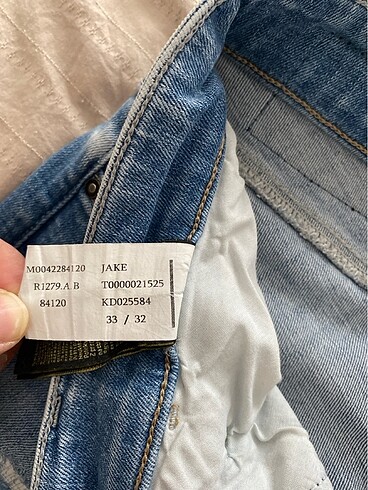 M0042284120 JAKE
R1279.A B T0000021525
84120 KD025584
33 / 32